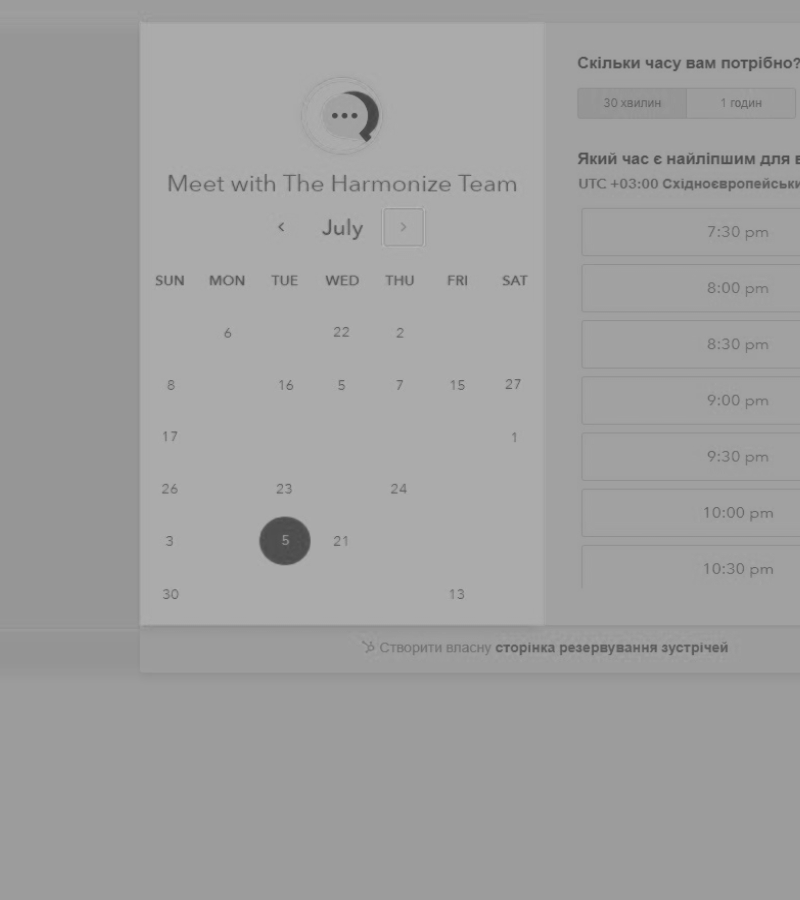 Meet with The Harmonize Team
July
SUN MON TUE WED THU FRI SAT
6 22 2
8 16 5 7 15 27
17 1
26 23 24
3 5 21
30 13
Скільки часу вам потрібно?
30 хвилин 1 годин
Який час є найліпшим для в
UTC +03:00 Східноєвропейськи
7:30 pm
8:00 pm
8:30 pm
9:00 pm
9:30 pm
10:00 pm
10:30 pm
Створити власну сторінка резервування зустрічей